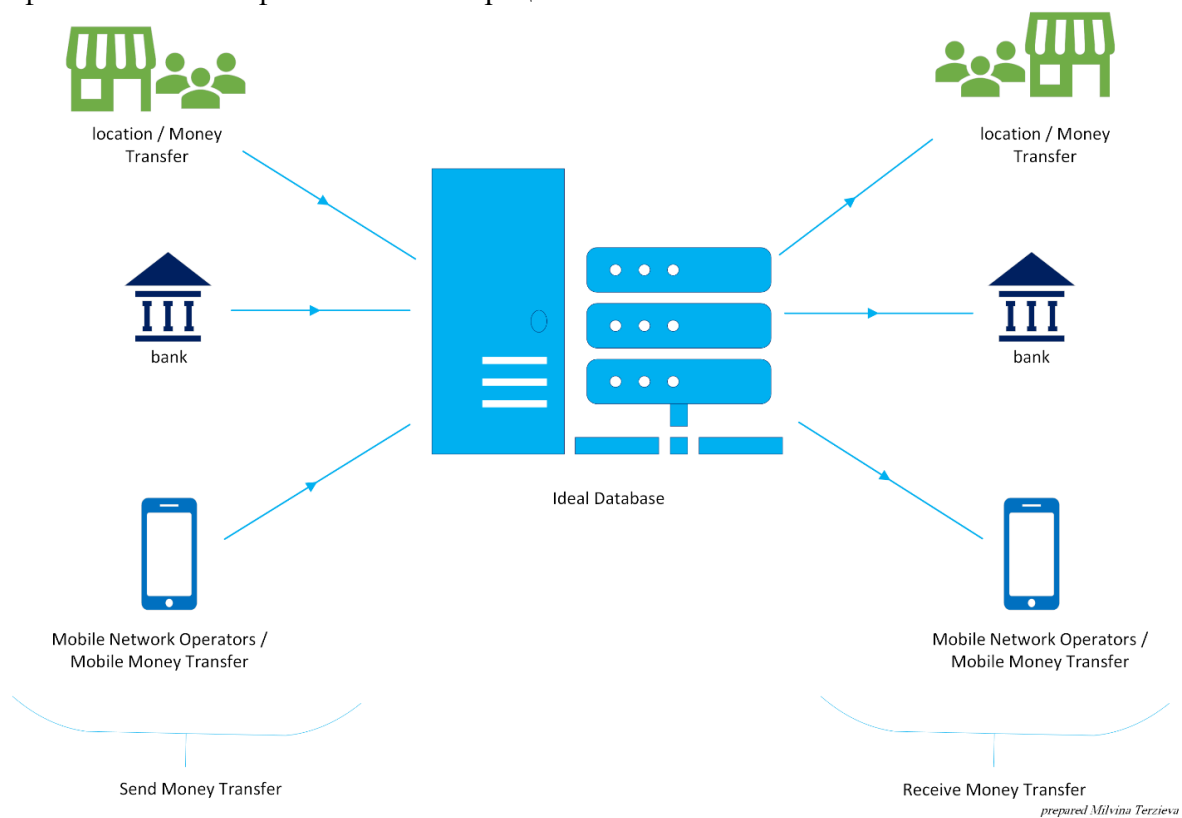 location / Money
Transfer
location / Money
Transfer
bank
bank
Ideal Database
Mobile Network Operators /
Mobile Money Transfer
Mobile Network Operators /
Mobile Money Transfer
Send Money Transfer
Receive Money Transfer
prepared Milvina Terzieva